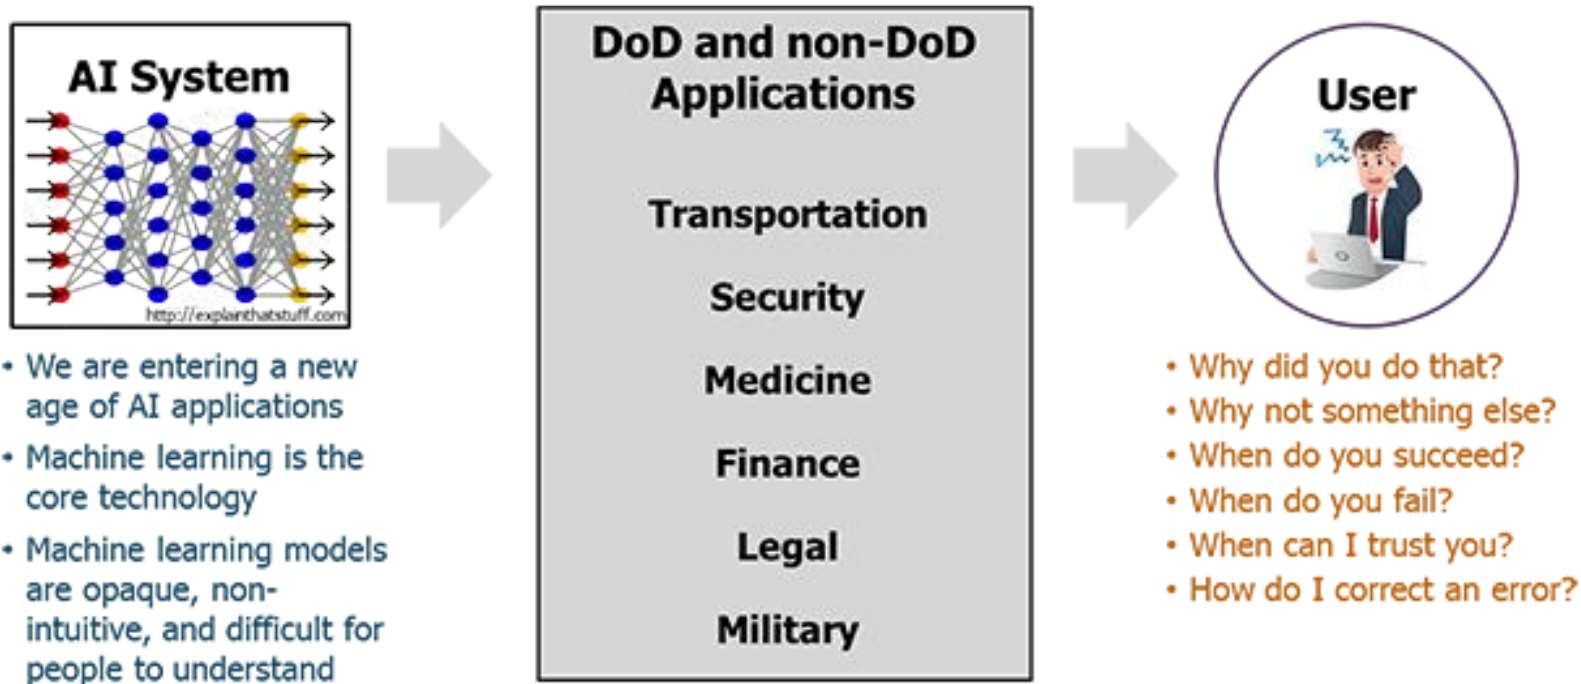 AI System
http://explainthatstuff.com
• We are entering a new
age of AI applications
• Machine learning is the
core technology
• Machine learning models
are opaque, non-
intuitive, and difficult for
people to understand
DoD and non-DoD
Applications
Transportation
Security
Medicine
Finance
Legal
Military
User
• Why did you do that?
• Why not something else?
• When do you succeed?
• When do you fail?
• When can I trust you?
• How do I correct an error?